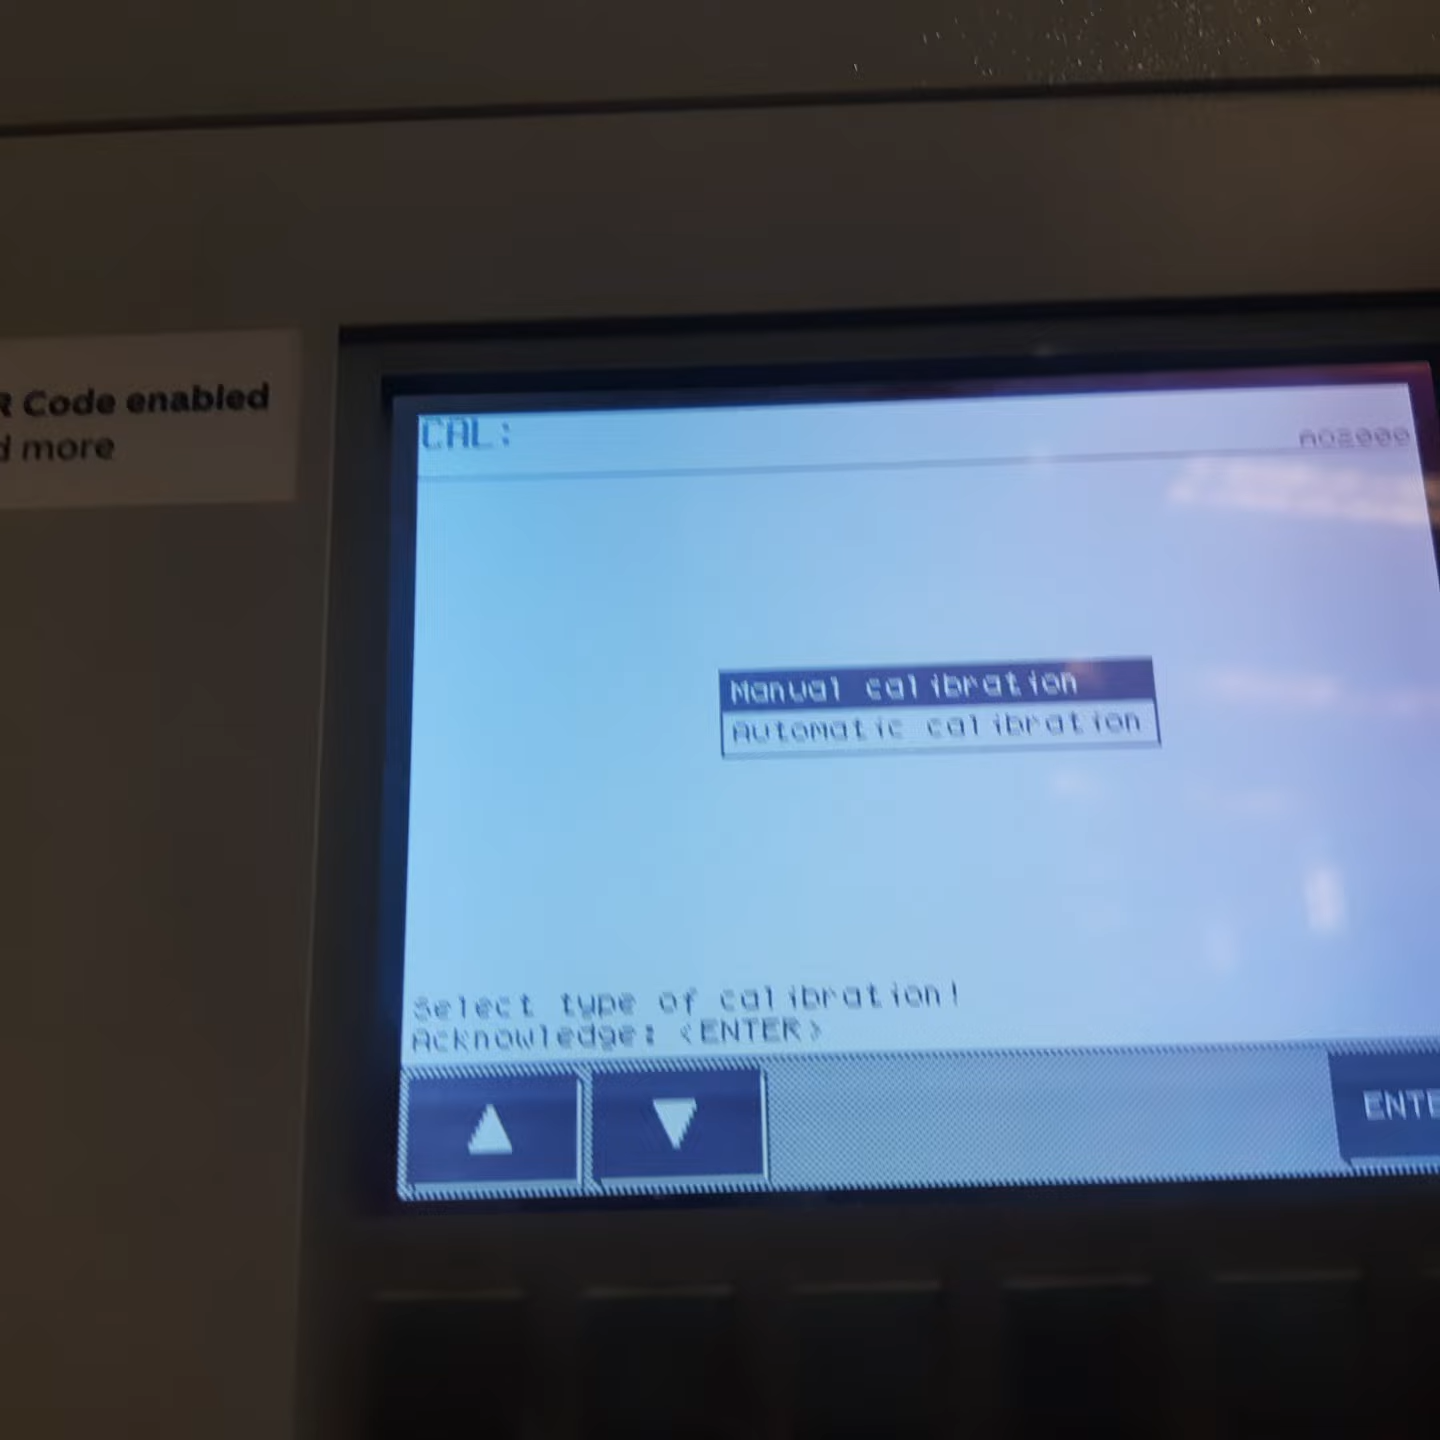 R Code enabled
d more
CAL:
AO2000
Manual calibration
Automatic calibration
Select type of calibration!
Acknowledge: <ENTER>
ENTE